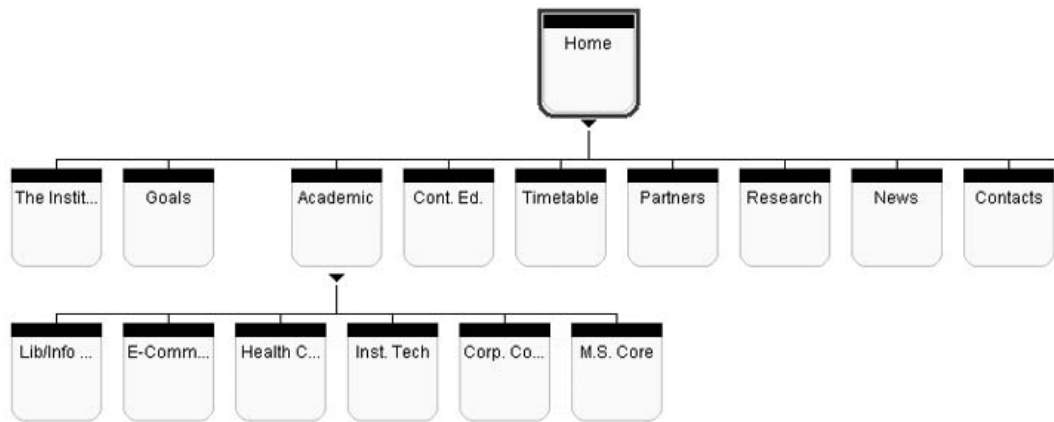 Home
The Instit...
Goals
Academic
Cont. Ed.
Timetable
Partners
Research
News
Contacts
Lib/Info ...
E-Comm...
Health C...
Inst. Tech
Corp. Co...
M.S. Core